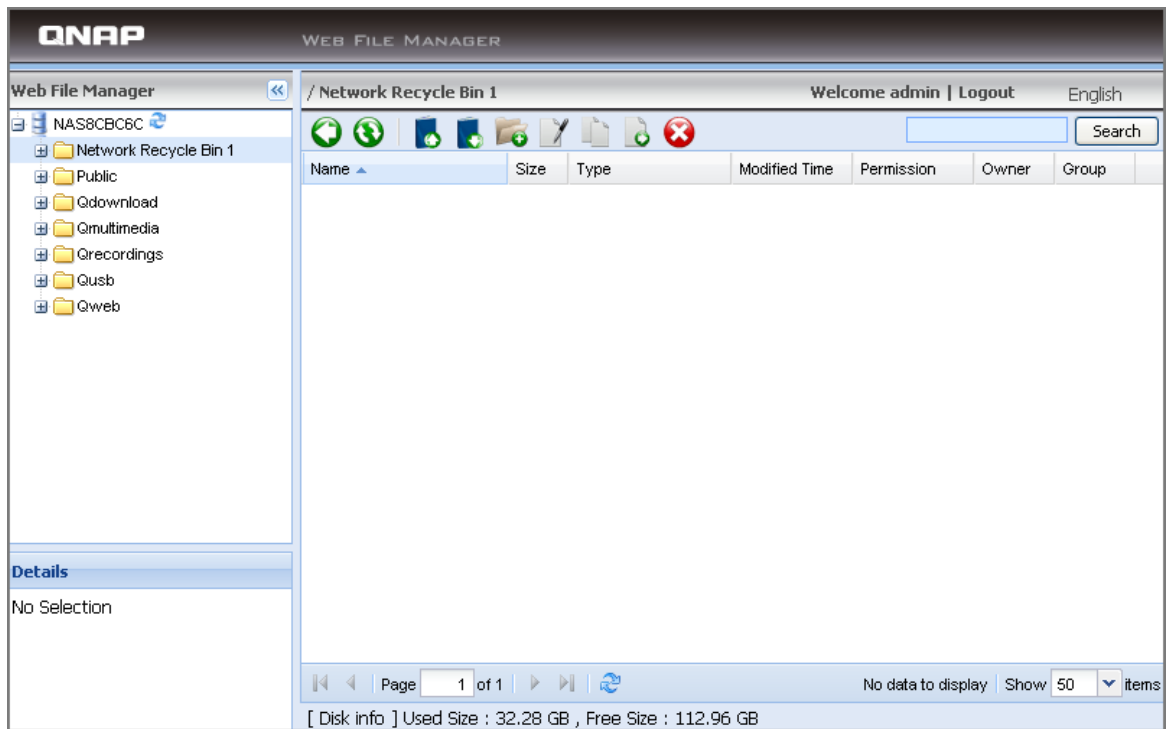 QNAP
WEB FILE MANAGER
Web File Manager
/ Network Recycle Bin 1
Welcome admin | Logout
English
NAS8CBC6C
Network Recycle Bin 1
Public
Qdownload
Qmultimedia
Qrecordings
Qusb
Qweb
Search
Name Size Type Modified Time Permission Owner Group
Details
No Selection
Page 1 of 1
No data to display Show 50 items
[ Disk info ] Used Size : 32.28 GB , Free Size : 112.96 GB